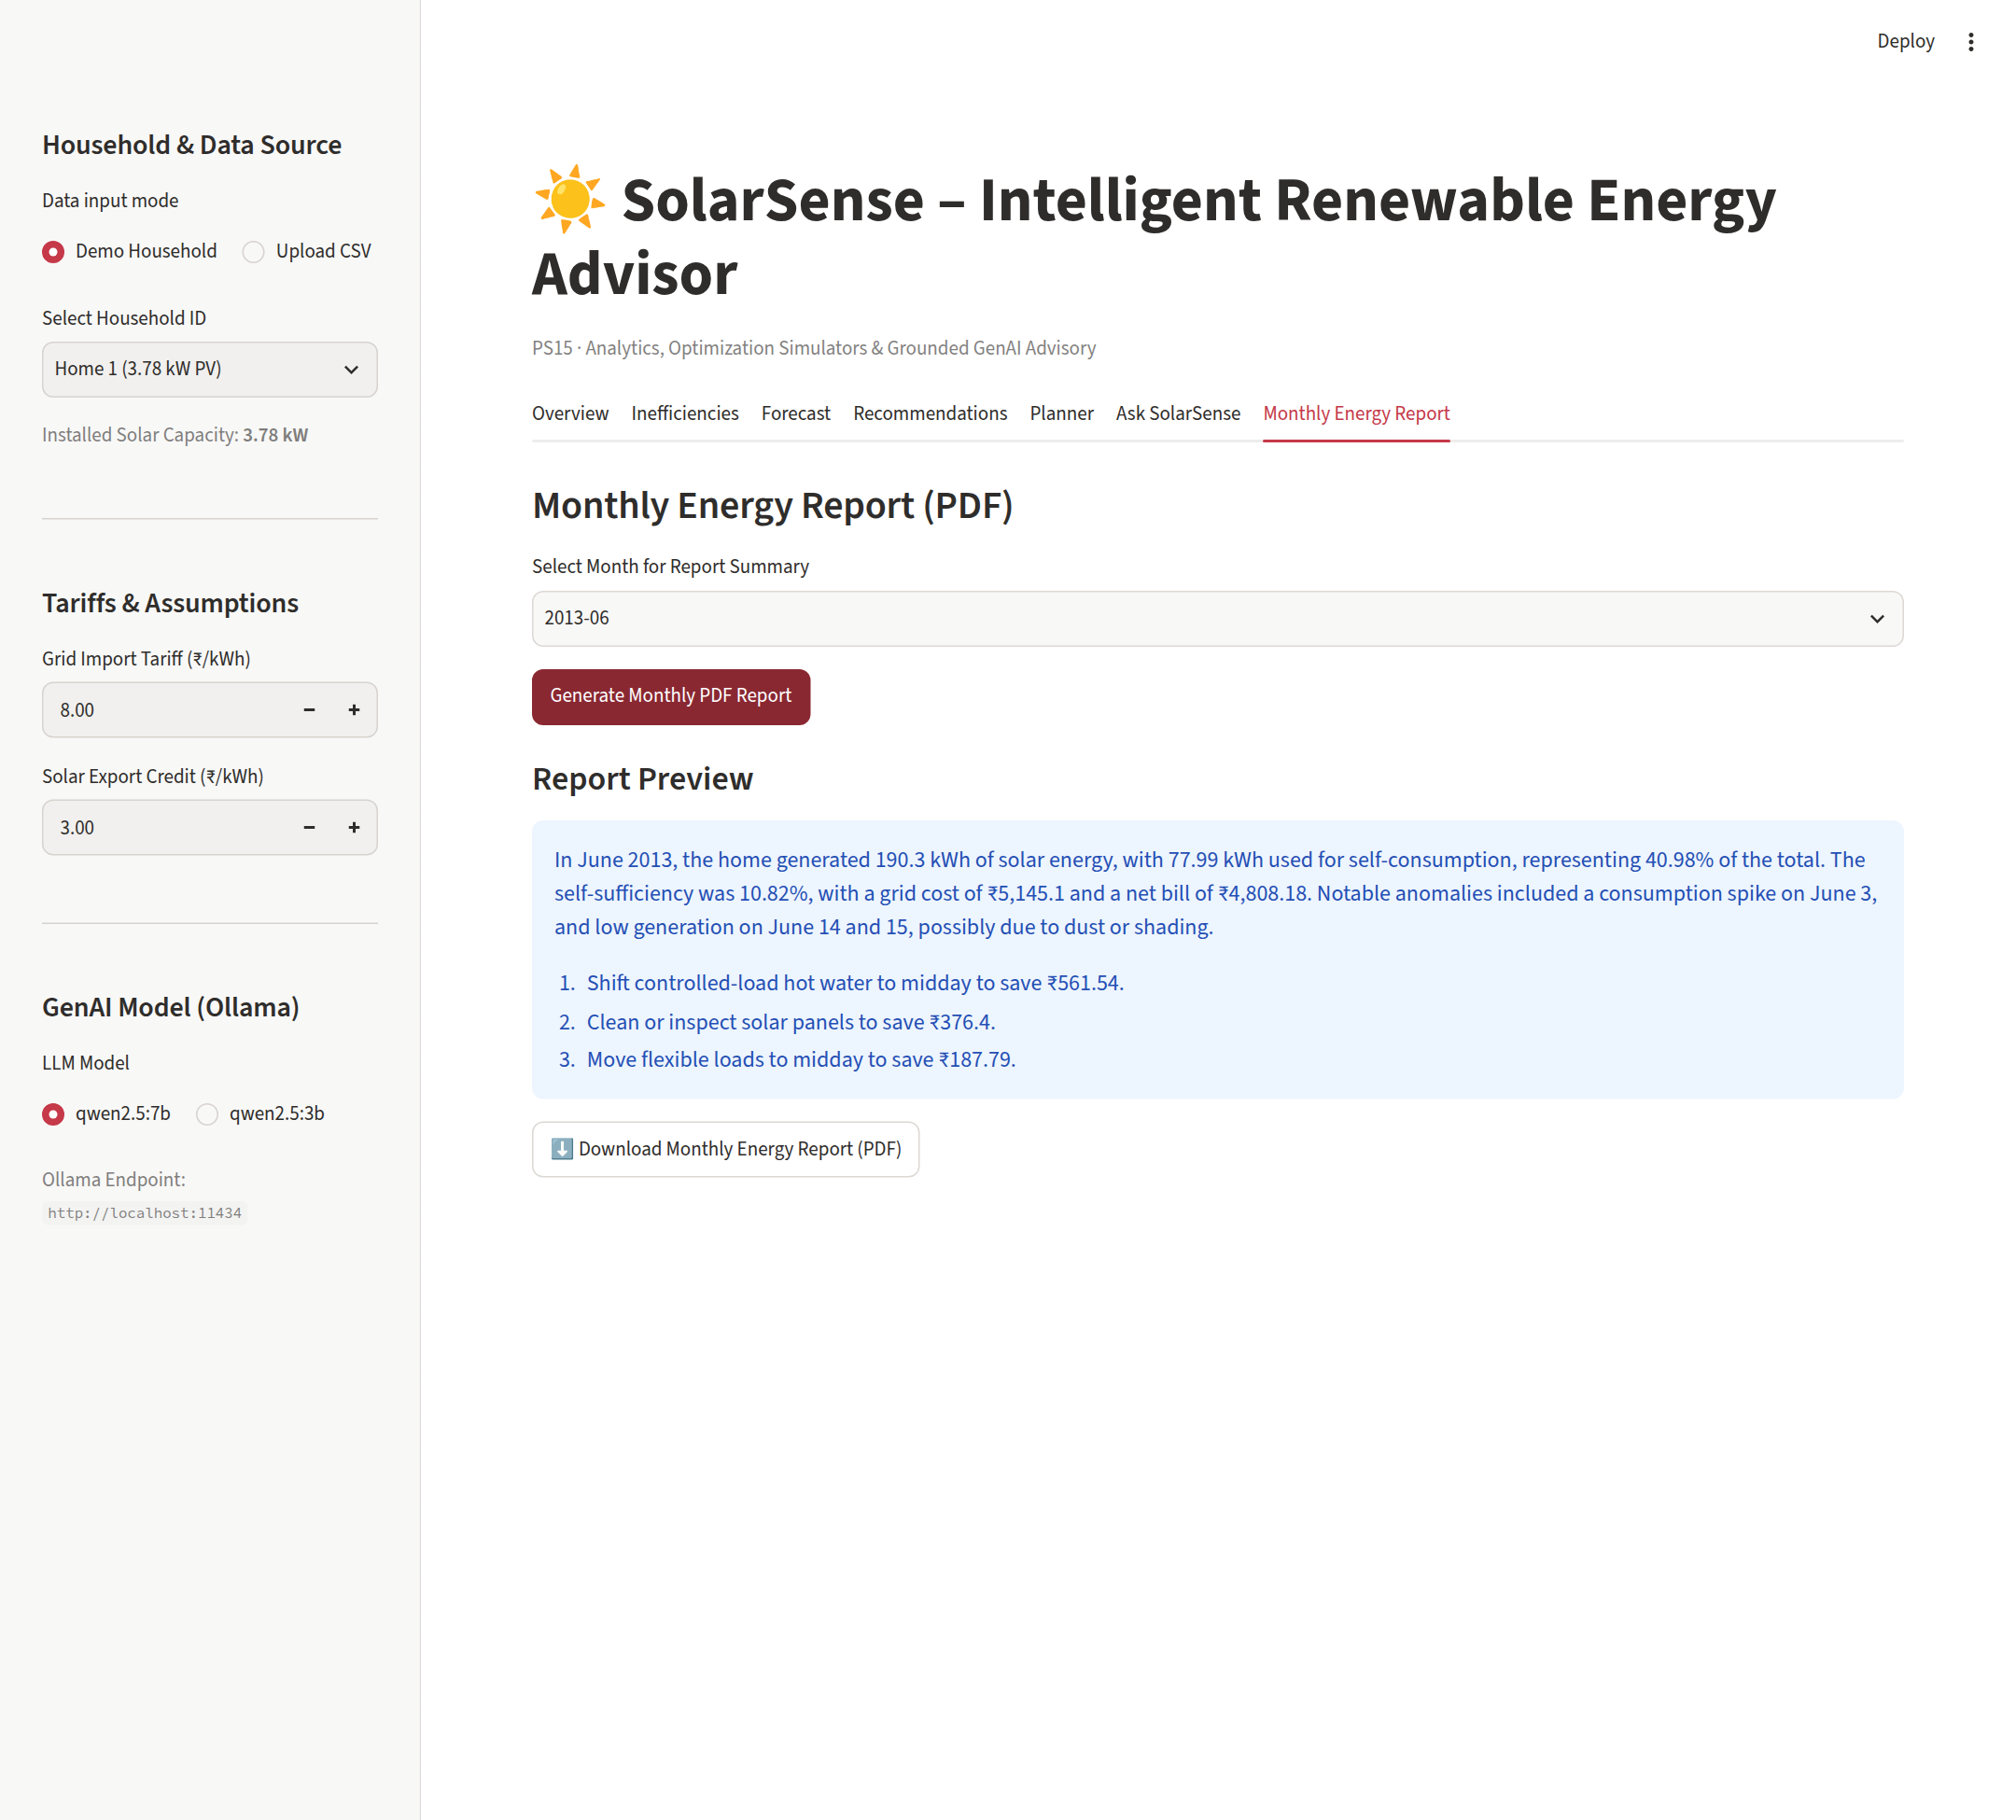 Deploy
Household & Data Source
Data input mode
Demo Household Upload CSV
Select Household ID
Home 1 (3.78 kW PV)
Installed Solar Capacity: 3.78 kW
Tariffs & Assumptions
Grid Import Tariff (₹/kWh)
8.00
Solar Export Credit (₹/kWh)
3.00
GenAI Model (Ollama)
LLM Model
qwen2.5:7b qwen2.5:3b
Ollama Endpoint:
http://localhost:11434
SolarSense – Intelligent Renewable Energy
Advisor
PS15 · Analytics, Optimization Simulators & Grounded GenAI Advisory
Overview Inefficiencies Forecast Recommendations Planner Ask SolarSense Monthly Energy Report
Monthly Energy Report (PDF)
Select Month for Report Summary
2013-06
Generate Monthly PDF Report
Report Preview
In June 2013, the home generated 190.3 kWh of solar energy, with 77.99 kWh used for self-consumption, representing 40.98% of the total. The
self-sufficiency was 10.82%, with a grid cost of ₹5,145.1 and a net bill of ₹4,808.18. Notable anomalies included a consumption spike on June 3,
and low generation on June 14 and 15, possibly due to dust or shading.
1. Shift controlled-load hot water to midday to save ₹561.54.
2. Clean or inspect solar panels to save ₹376.4.
3. Move flexible loads to midday to save ₹187.79.
Download Monthly Energy Report (PDF)